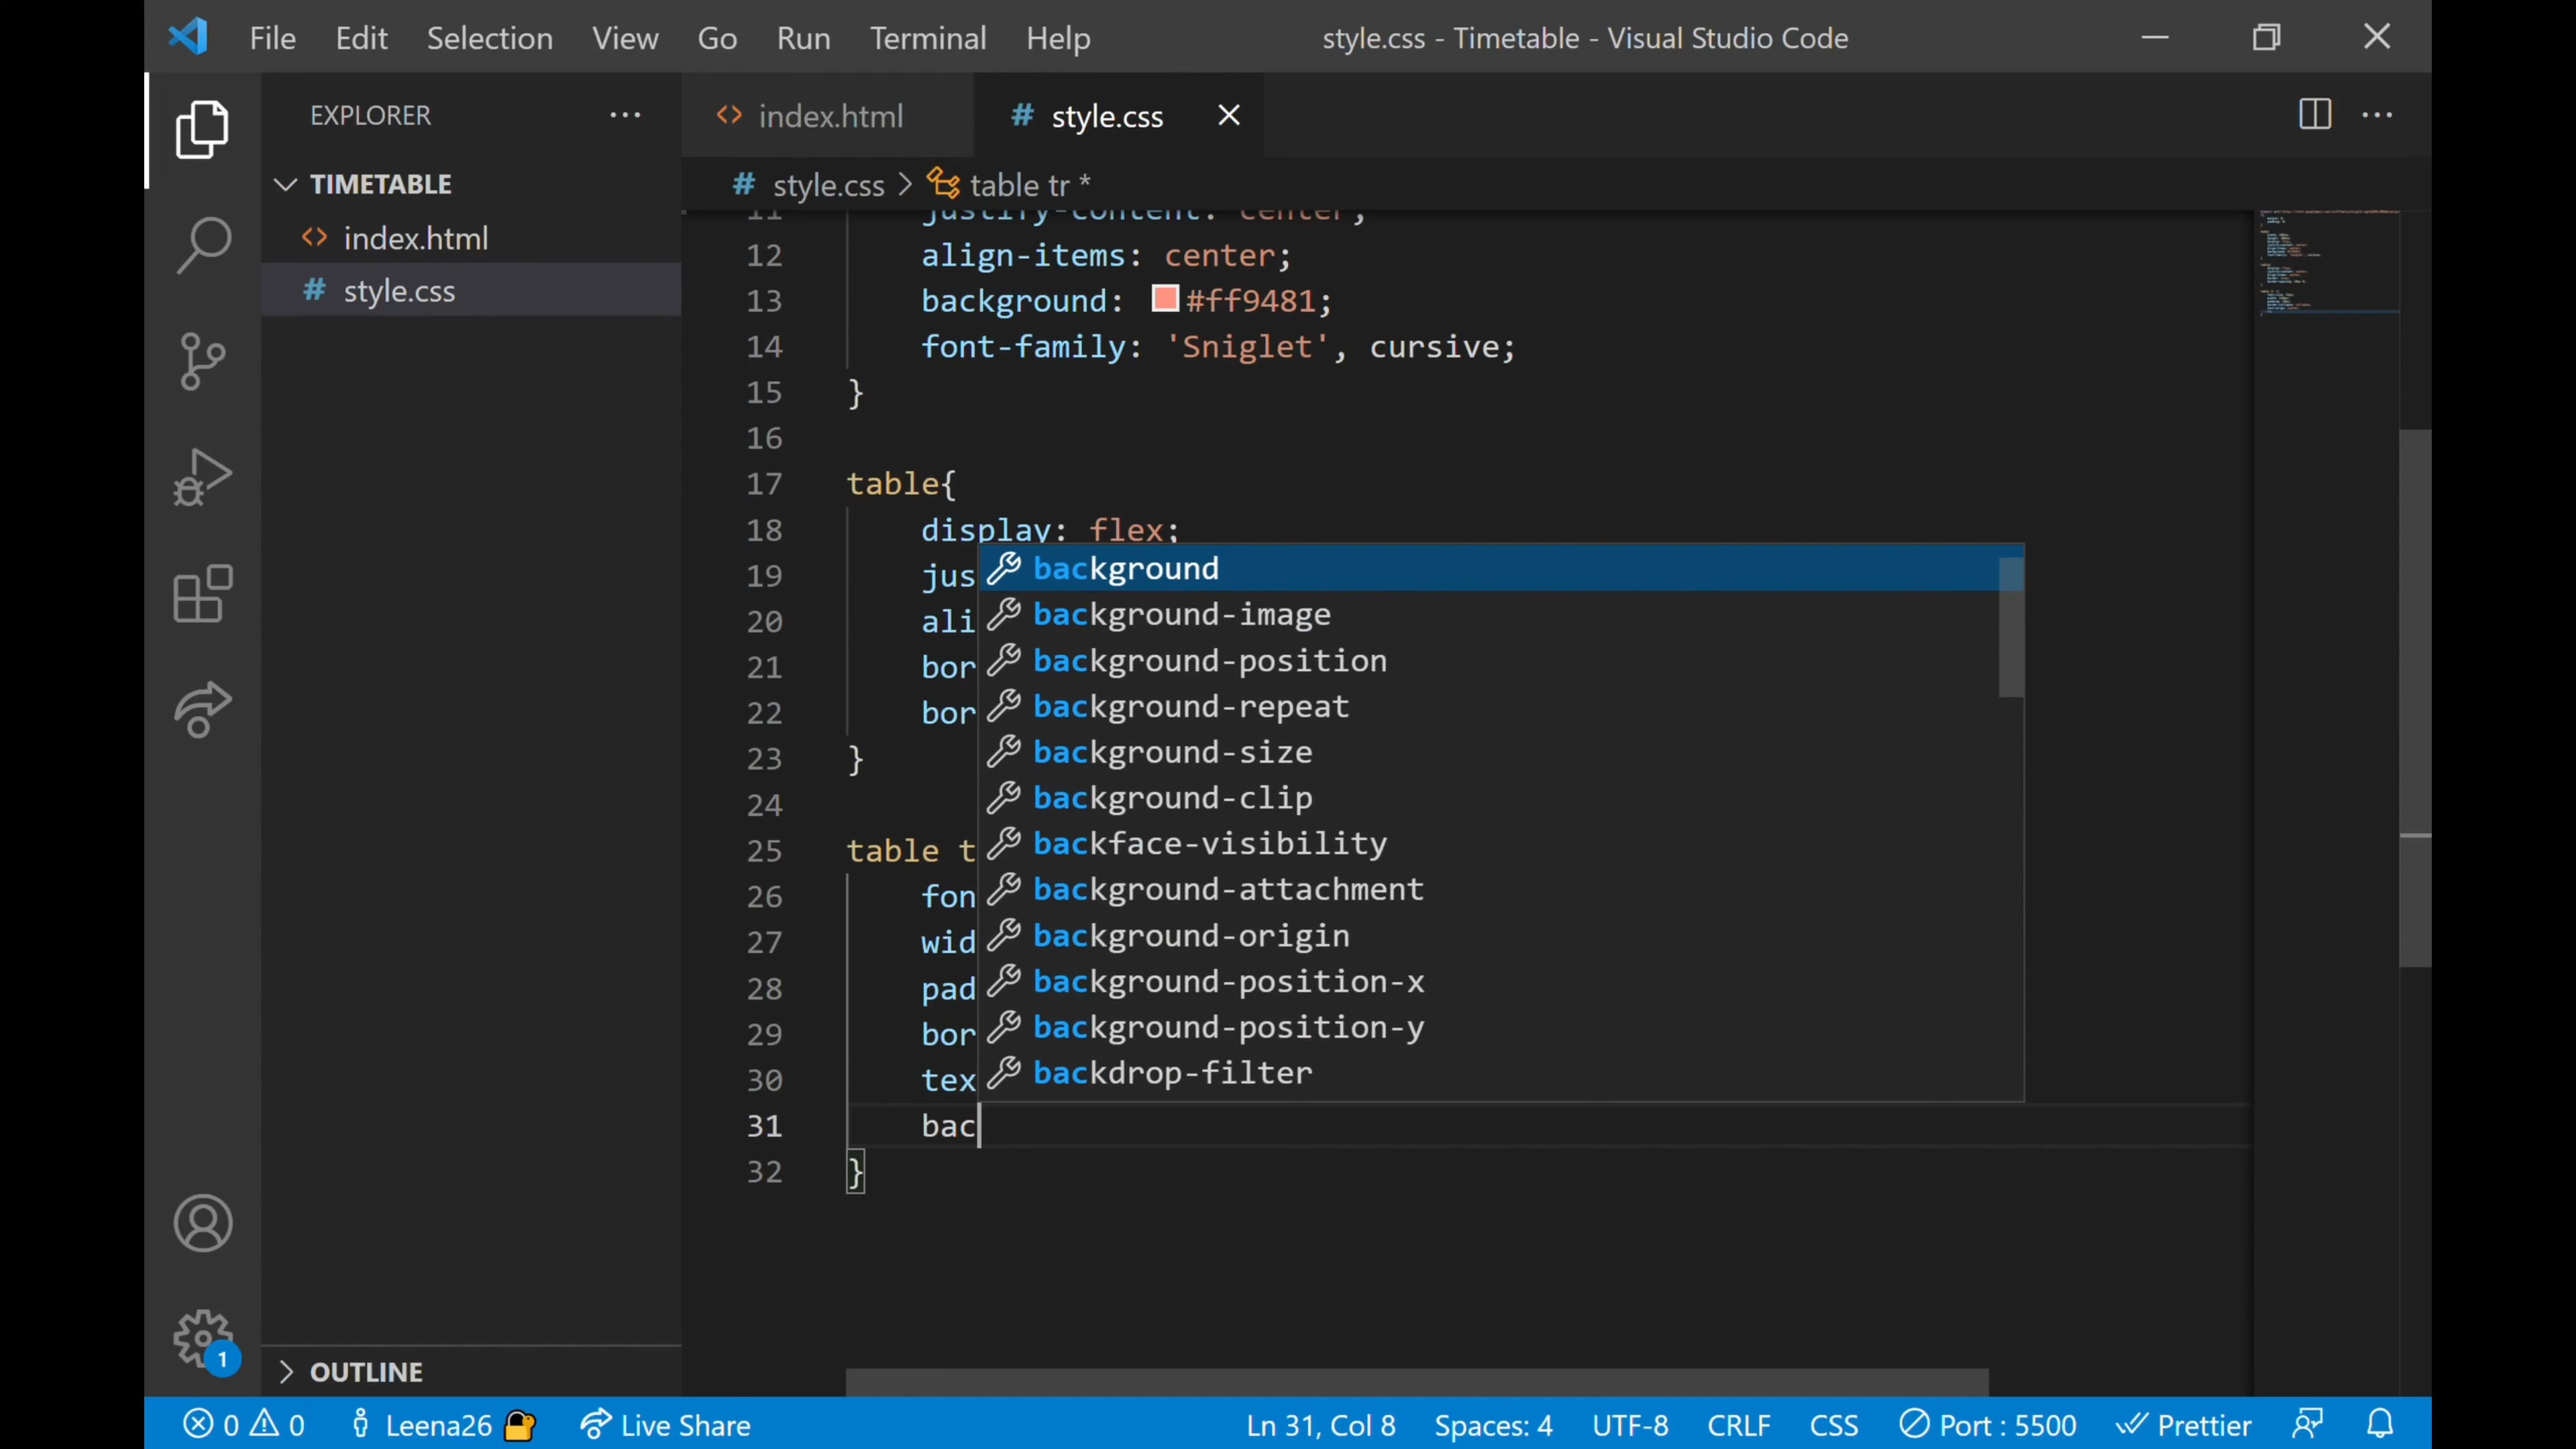 File Edit Selection View Go Run Terminal Help style.css - Timetable - Visual Studio Code
EXPLORER
TIMETABLE
index.html
style.css
OUTLINE
index.html style.css
style.css > table tr *
11 justify-content: center;
12 align-items: center;
13 background: #ff9481;
14 font-family: 'Sniglet', cursive;
15 }
16
17 table{
18 display: flex;
19 jus
20 ali
21 bor
22 bor
23 }
24
25 table t
26 fon
27 wid
28 pad
29 bor
30 tex
31 bac
32 }
background
background-image
background-position
background-repeat
background-size
background-clip
backface-visibility
background-attachment
background-origin
background-position-x
background-position-y
backdrop-filter
1
0 0 Leena26 Live Share Ln 31, Col 8 Spaces: 4 UTF-8 CRLF CSS Port : 5500 Prettier